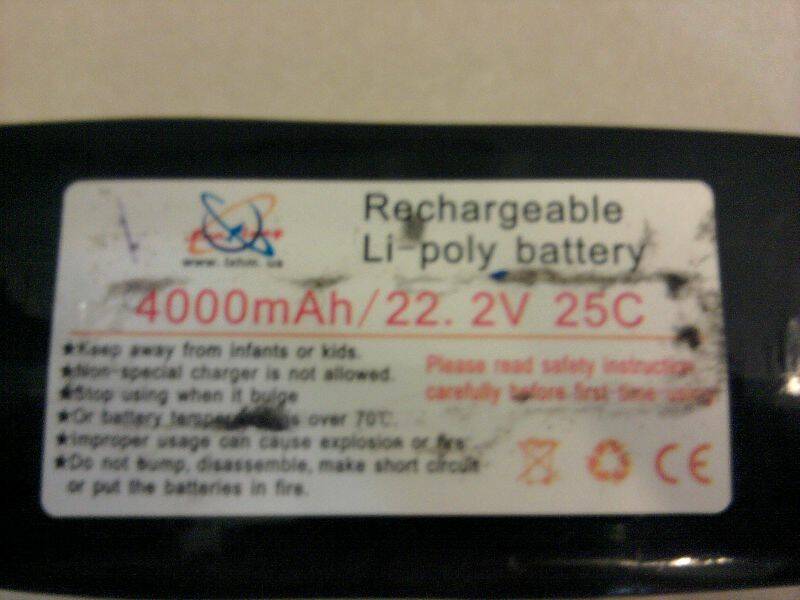 Rechargeable
Li-poly battery
4000mAh/22.2V 25C
★Keep away from infants or kids.
★Non-special charger is not allowed.
★Stop using when it bulge
★Or battery temperature is over 70℃.
★Improper usage can cause explosion or fire
★Do not bump, disassemble, make short circuit
or put the batteries in fire.
Please read safety instruction
carefully before first time using
CE